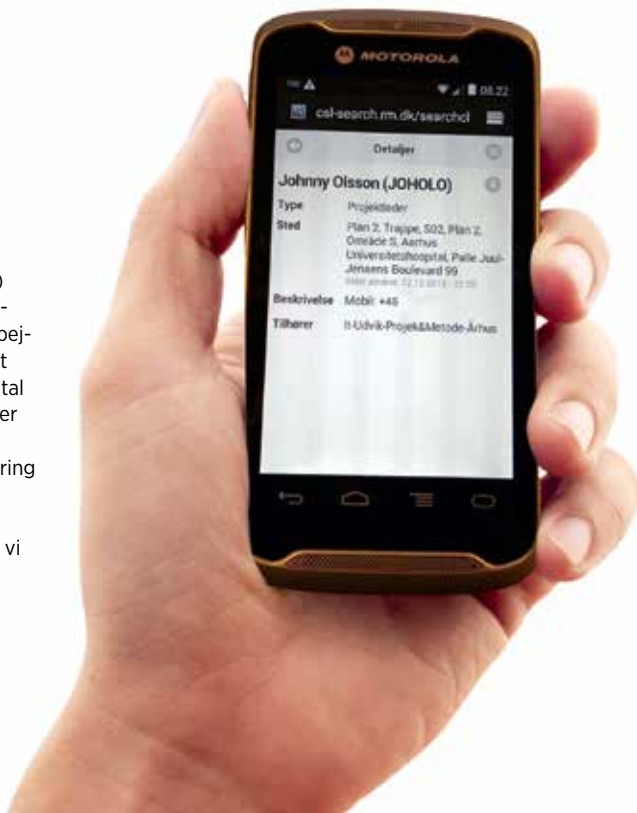 MOTOROLA
08.22
csl-search.rm.dk/searchcl
Detaljer
Johnny Olsson (JOHOLO)
Type Projektleder
Sted Plan 2, Trappe, S02, Plan 2,
Område S, Aarhus
Universitetshospital, Palle Juul-
Jensens Boulevard 99
Beskrivelse Mobil: +45
Tilhører It-Udvik-Projek&Metode-Århus
)
-
bej-
t
tal
er
ring
vi